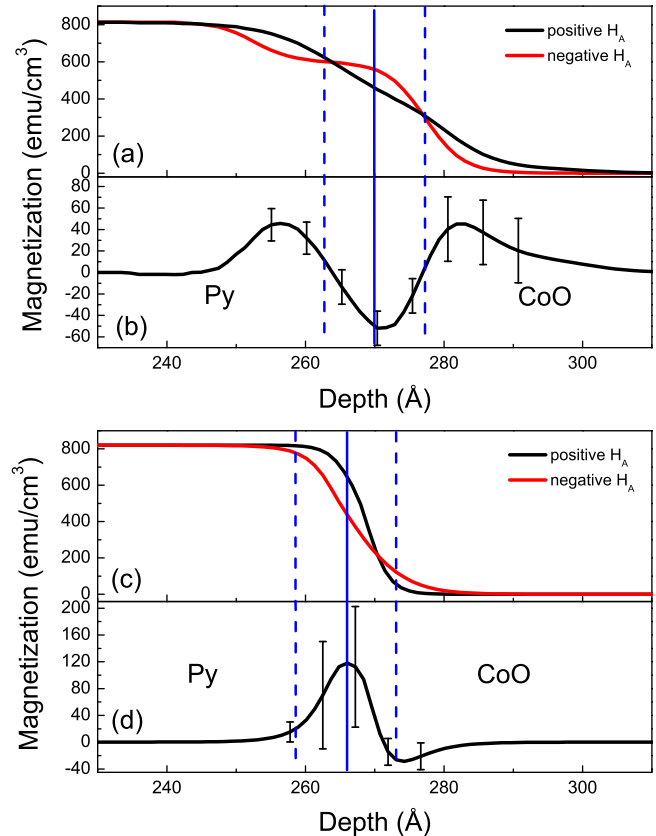 800
600
400
200
0
positive H_A
negative H_A
(a)
80
60
40
20
0
-20
-40
-60
Py
CoO
(b)
Magnetization (emu/cm³)
240 260 280 300
Depth (Å)
800
600
400
200
0
positive H_A
negative H_A
(c)
200
160
120
80
40
0
-40
Py
CoO
(d)
Magnetization (emu/cm³)
240 260 280 300
Depth (Å)